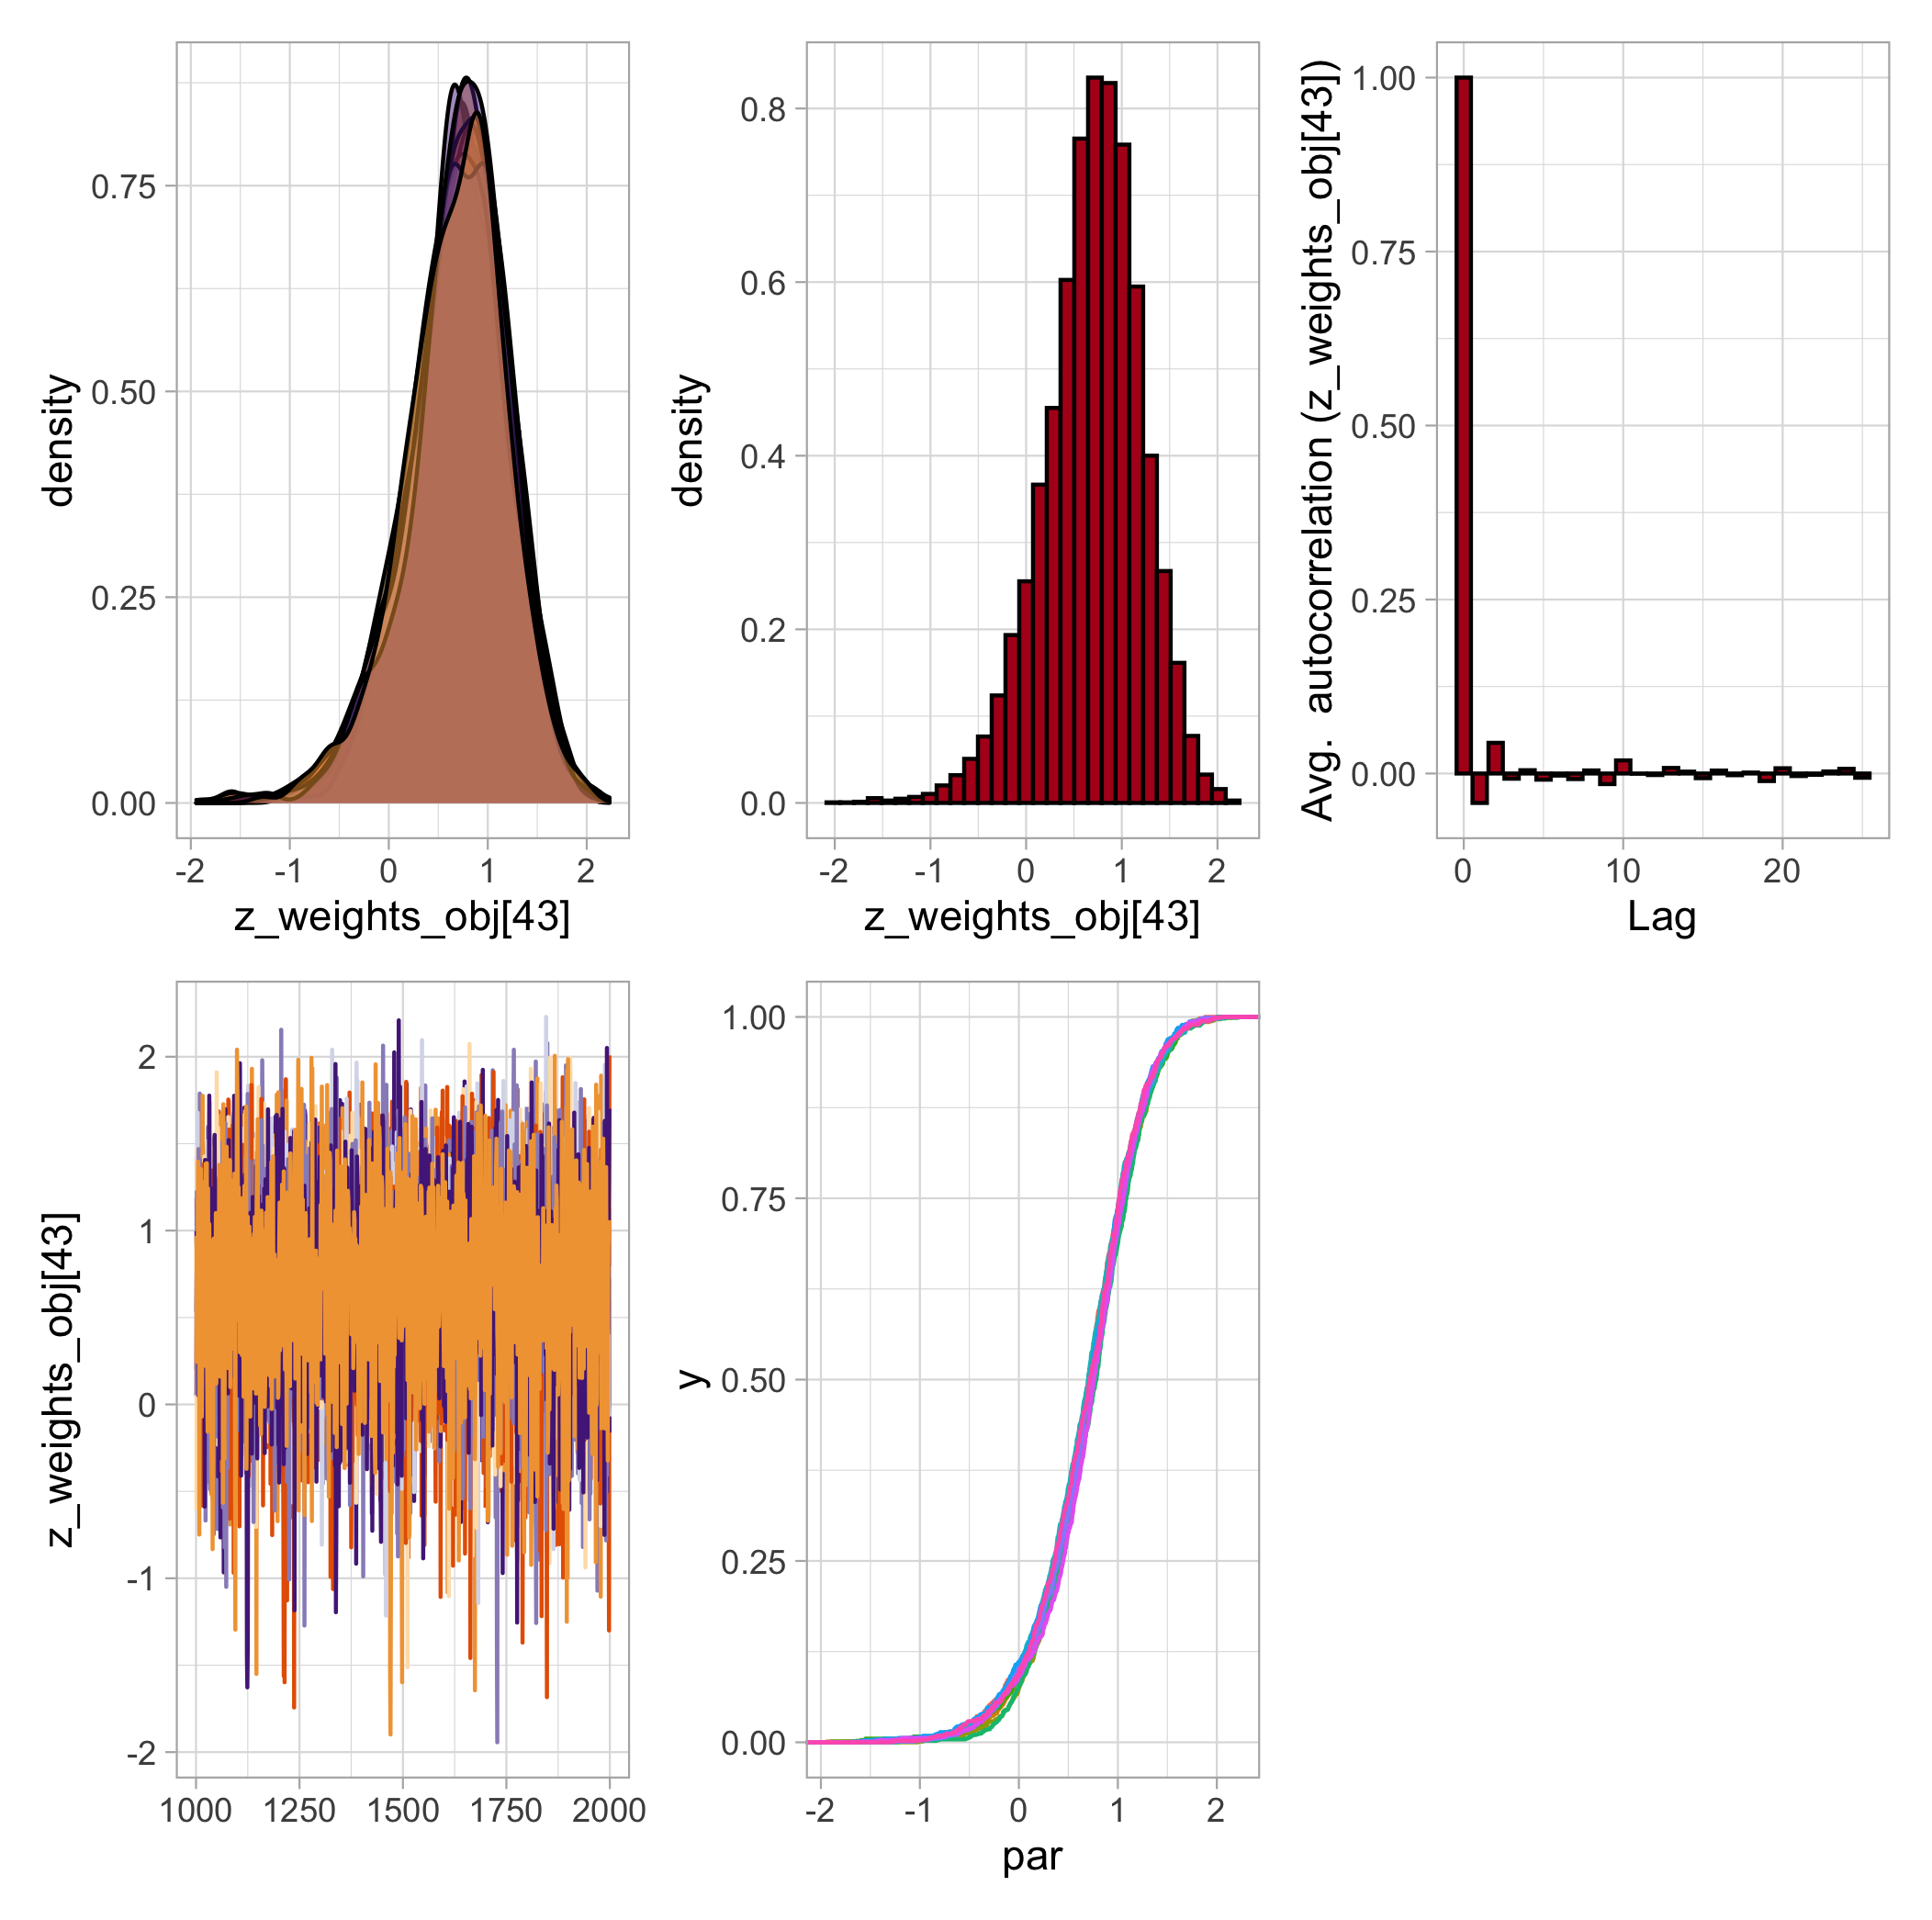 density
0.75
0.50
0.25
0.00
-2 -1 0 1 2
z_weights_obj[43]
density
0.8
0.6
0.4
0.2
0.0
-2 -1 0 1 2
z_weights_obj[43]
Avg. autocorrelation (z_weights_obj[43])
1.00
0.75
0.50
0.25
0.00
0 10 20
Lag
z_weights_obj[43]
2
1
0
-1
-2
1000 1250 1500 1750 2000
y
1.00
0.75
0.50
0.25
0.00
-2 -1 0 1 2
par